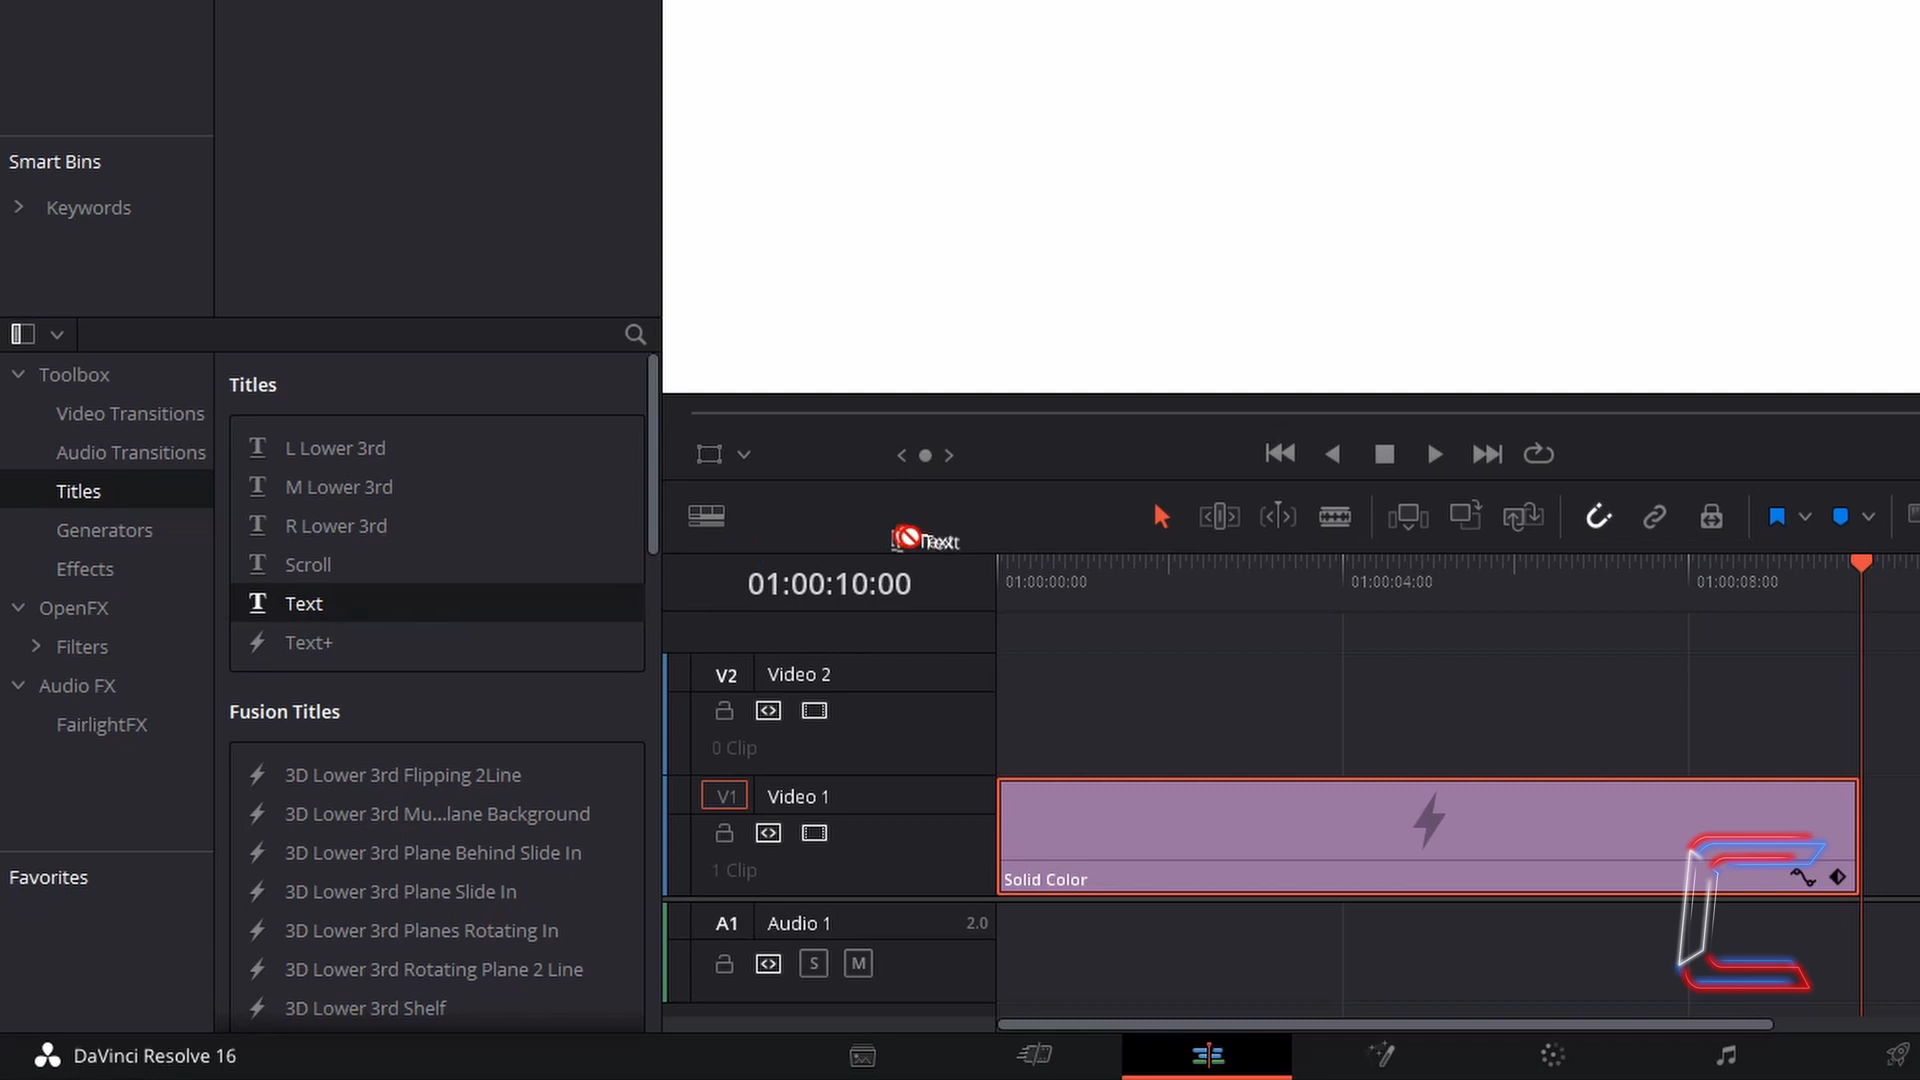 Smart Bins
Keywords
Toolbox
Video Transitions
Audio Transitions
Titles
Generators
Effects
OpenFX
Filters
Audio FX
FairlightFX
Favorites
Titles
L Lower 3rd
M Lower 3rd
R Lower 3rd
Scroll
Text
Text+
Fusion Titles
3D Lower 3rd Flipping 2Line
3D Lower 3rd Mu...lane Background
3D Lower 3rd Plane Behind Slide In
3D Lower 3rd Plane Slide In
3D Lower 3rd Planes Rotating In
3D Lower 3rd Rotating Plane 2 Line
3D Lower 3rd Shelf
Text
01:00:10:00
01:00:00:00 01:00:04:00 01:00:08:00
V2 Video 2
0 Clip
V1 Video 1
1 Clip
Solid Color
A1 Audio 1 2.0
S M
DaVinci Resolve 16